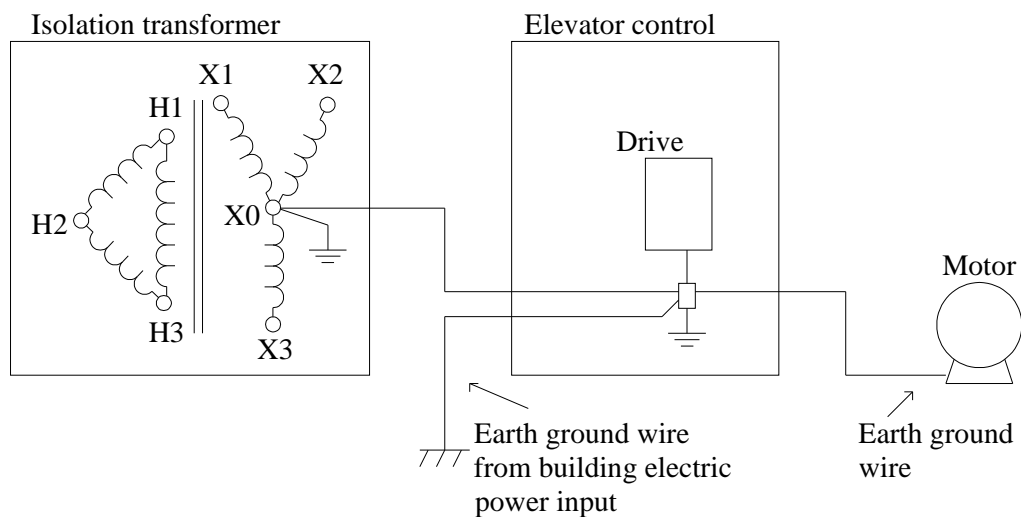 Isolation transformer
Elevator control
X1
X2
H1
Drive
X0
H2
Motor
H3
X3
Earth ground wire
from building electric
power input
Earth ground
wire